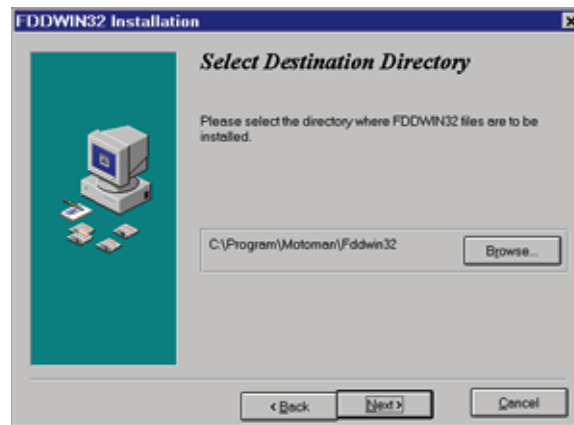 FDDWIN32 Installation
Select Destination Directory
Please select the directory where FDDWIN32 files are to be
installed.
C:\Program\Motoman\Fddwin32
Browse...
< Back
Next >
Cancel